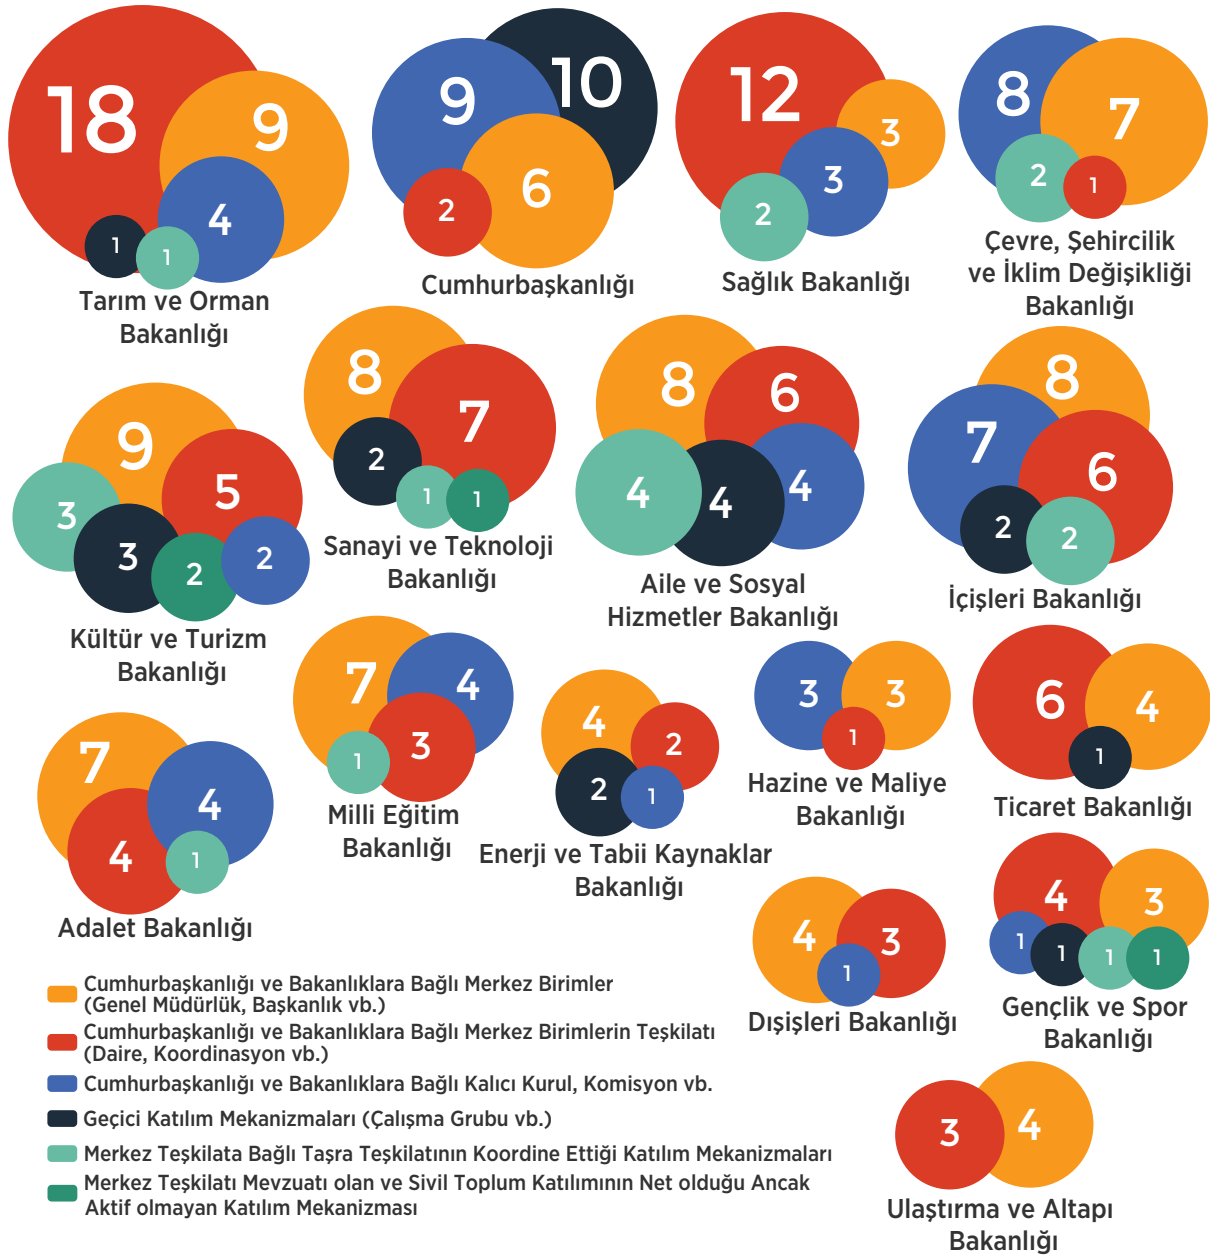 18
9
4
1
1
Tarım ve Orman
Bakanlığı
9
10
6
2
Cumhurbaşkanlığı
12
3
3
2
Sağlık Bakanlığı
8
7
2
1
Çevre, Şehircilik
ve İklim Değişikliği
Bakanlığı
9
5
3
3
2
2
Kültür ve Turizm
Bakanlığı
8
7
2
1
1
Sanayi ve Teknoloji
Bakanlığı
8
6
4
4
4
Aile ve Sosyal
Hizmetler Bakanlığı
8
7
6
2
2
İçişleri Bakanlığı
7
4
4
1
Adalet Bakanlığı
7
4
3
1
Milli Eğitim
Bakanlığı
4
2
2
1
Enerji ve Tabii Kaynaklar
Bakanlığı
3
3
1
Hazine ve Maliye
Bakanlığı
6
4
1
Ticaret Bakanlığı
4
3
1
Dışişleri Bakanlığı
4
3
1
1
1
1
Gençlik ve Spor
Bakanlığı
3
4
Ulaştırma ve Altapı
Bakanlığı
Cumhurbaşkanlığı ve Bakanlıklara Bağlı Merkez Birimler
(Genel Müdürlük, Başkanlık vb.)
Cumhurbaşkanlığı ve Bakanlıklara Bağlı Merkez Birimlerin Teşkilatı
(Daire, Koordinasyon vb.)
Cumhurbaşkanlığı ve Bakanlıklara Bağlı Kalıcı Kurul, Komisyon vb.
Geçici Katılım Mekanizmaları (Çalışma Grubu vb.)
Merkez Teşkilata Bağlı Taşra Teşkilatının Koordine Ettiği Katılım Mekanizmaları
Merkez Teşkilatı Mevzuatı olan ve Sivil Toplum Katılımının Net olduğu Ancak
Aktif olmayan Katılım Mekanizması